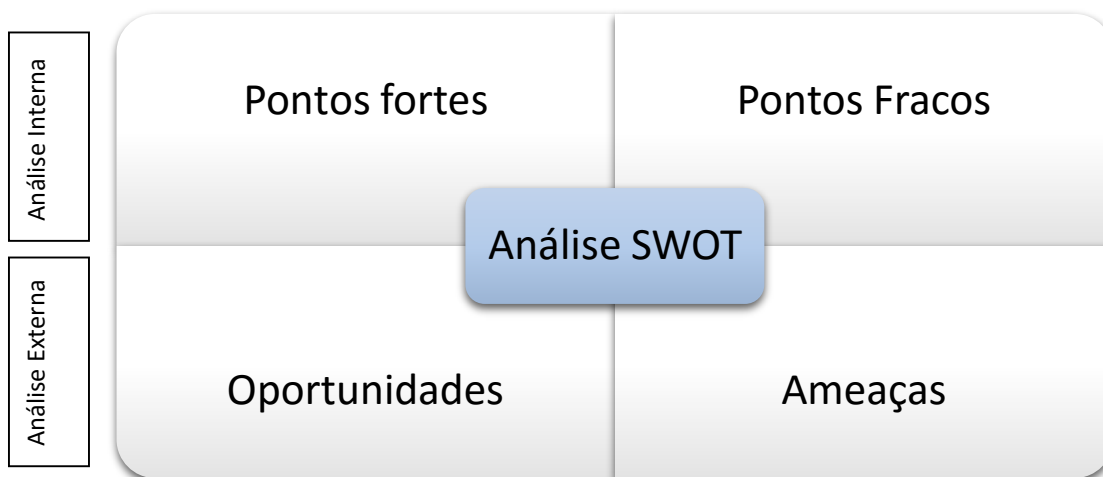 Análise Interna
Pontos fortes
Pontos Fracos
Análise SWOT
Análise Externa
Oportunidades
Ameaças